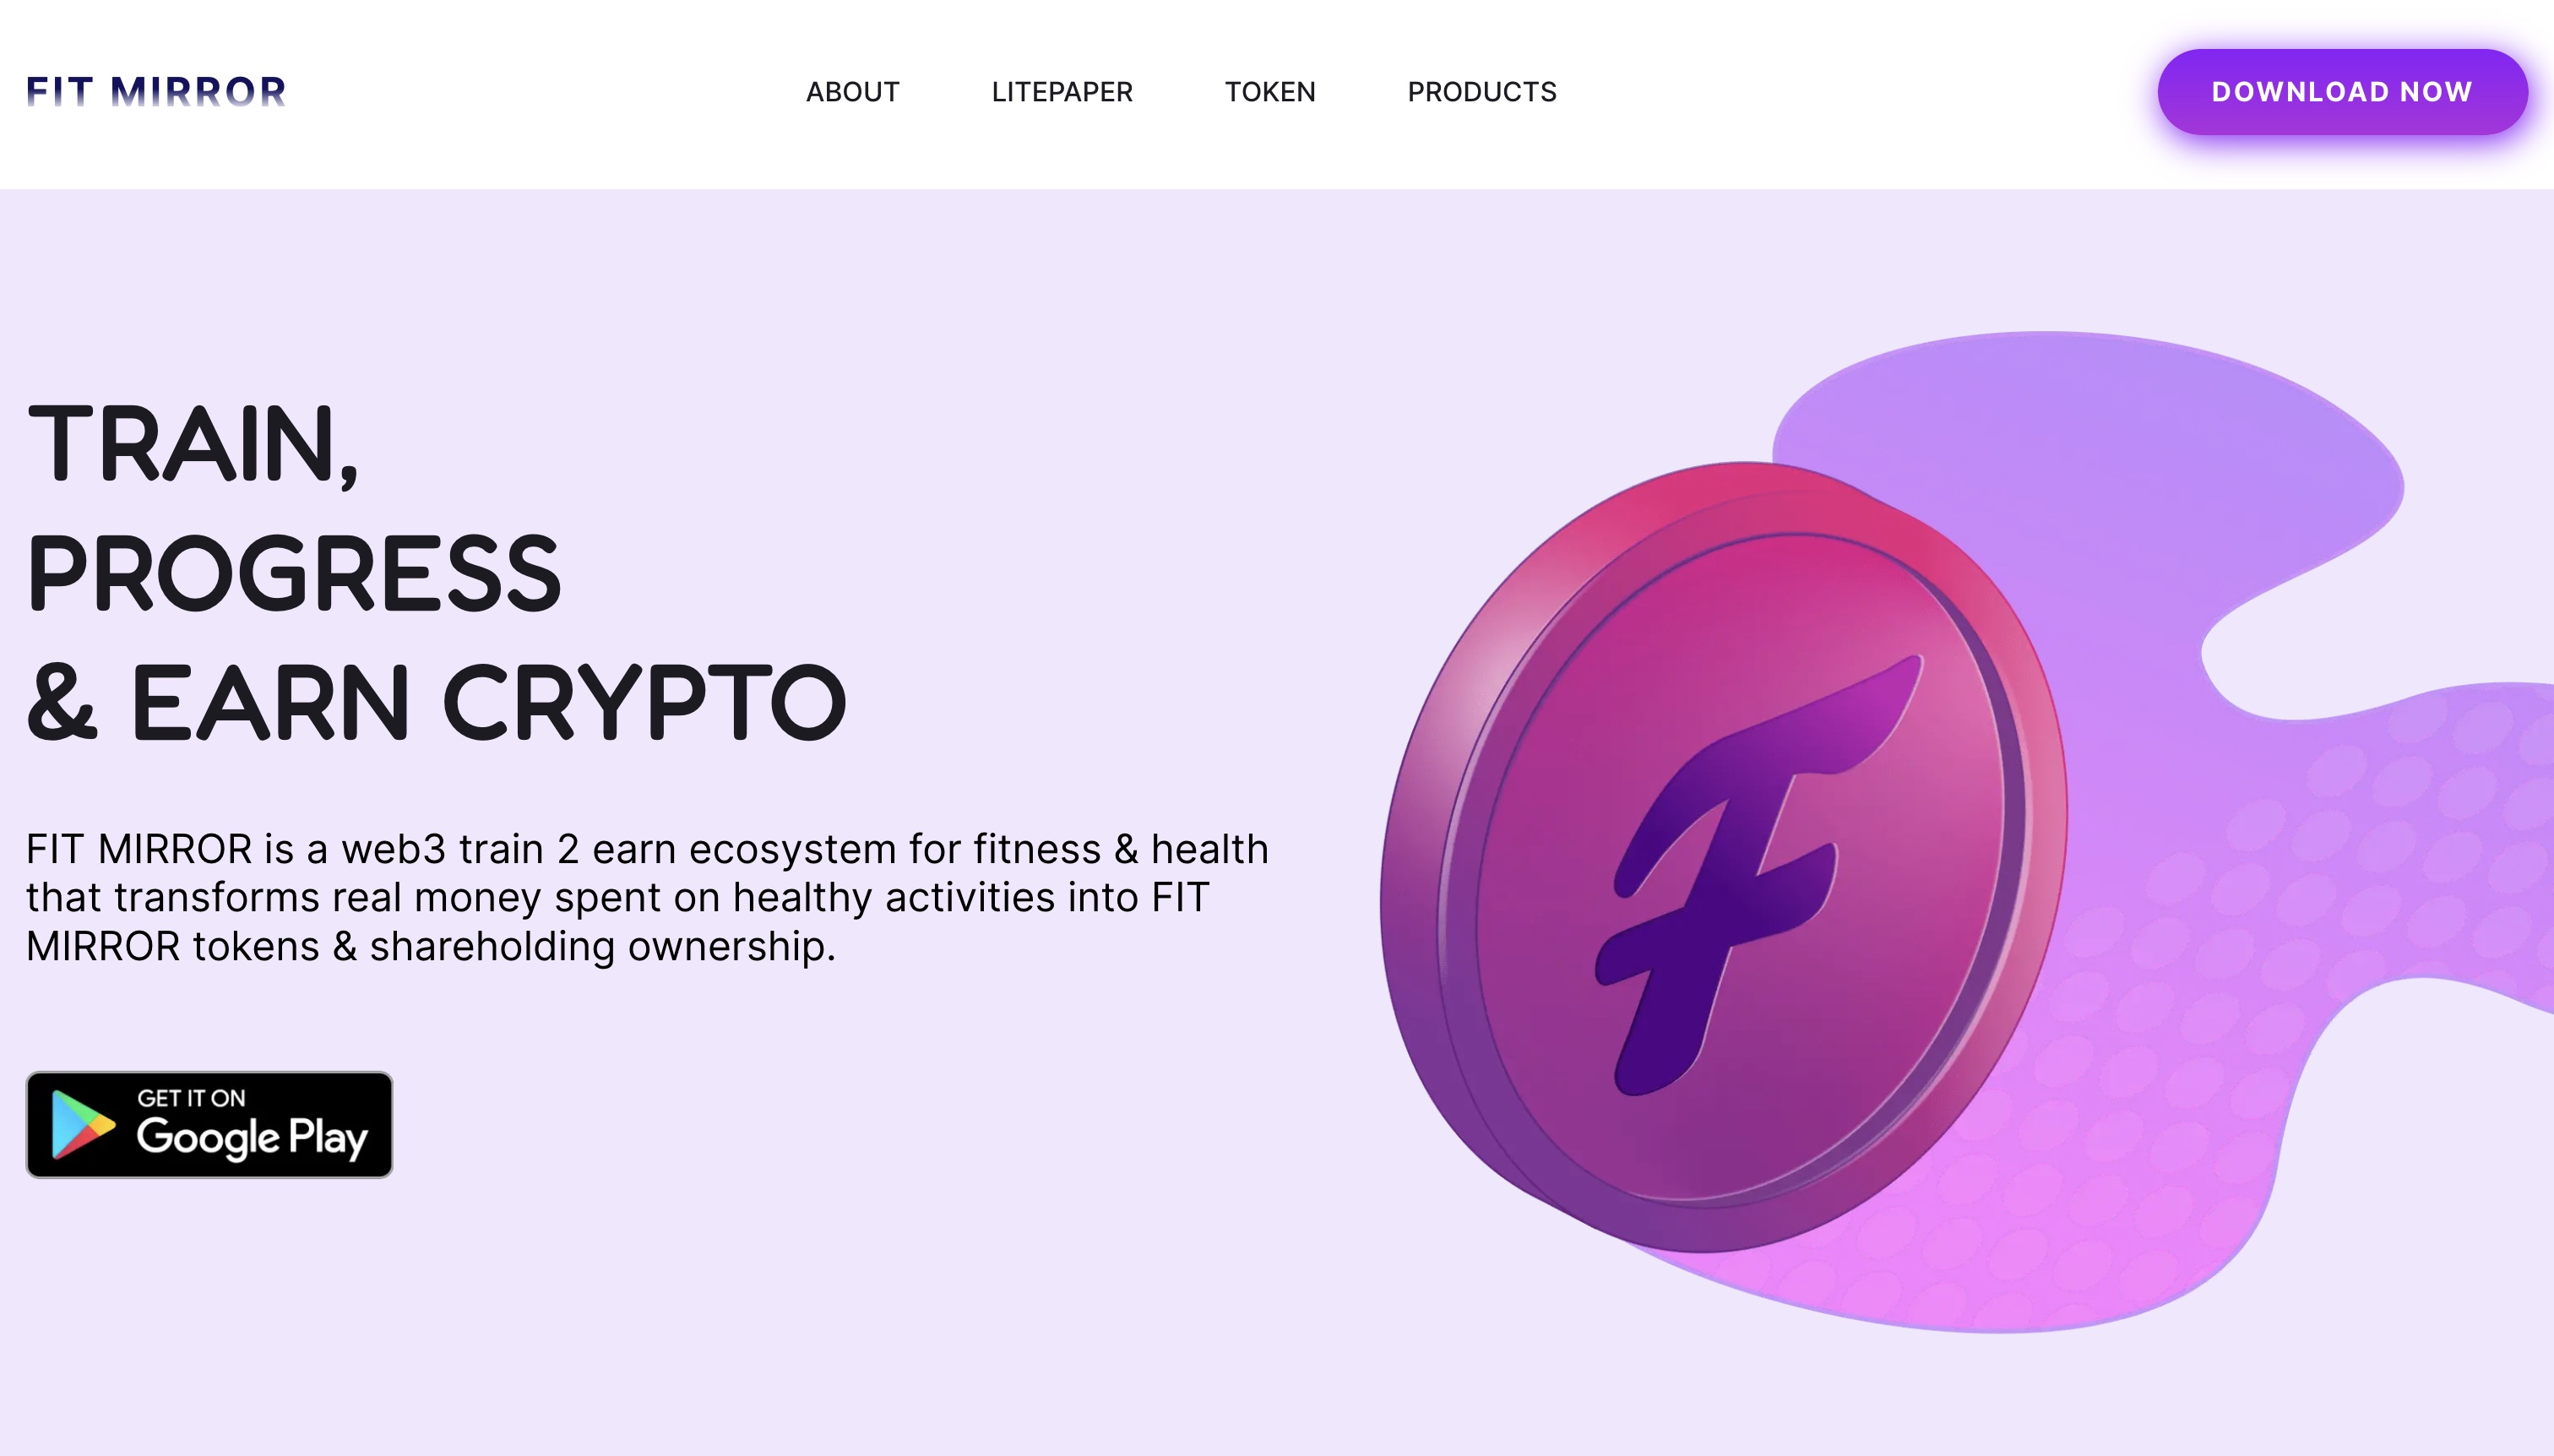 FIT MIRROR
ABOUT
LITEPAPER
TOKEN
PRODUCTS
DOWNLOAD NOW
TRAIN,
PROGRESS
& EARN CRYPTO
FIT MIRROR is a web3 train 2 earn ecosystem for fitness & health
that transforms real money spent on healthy activities into FIT
MIRROR tokens & shareholding ownership.
GET IT ON
Google Play
F